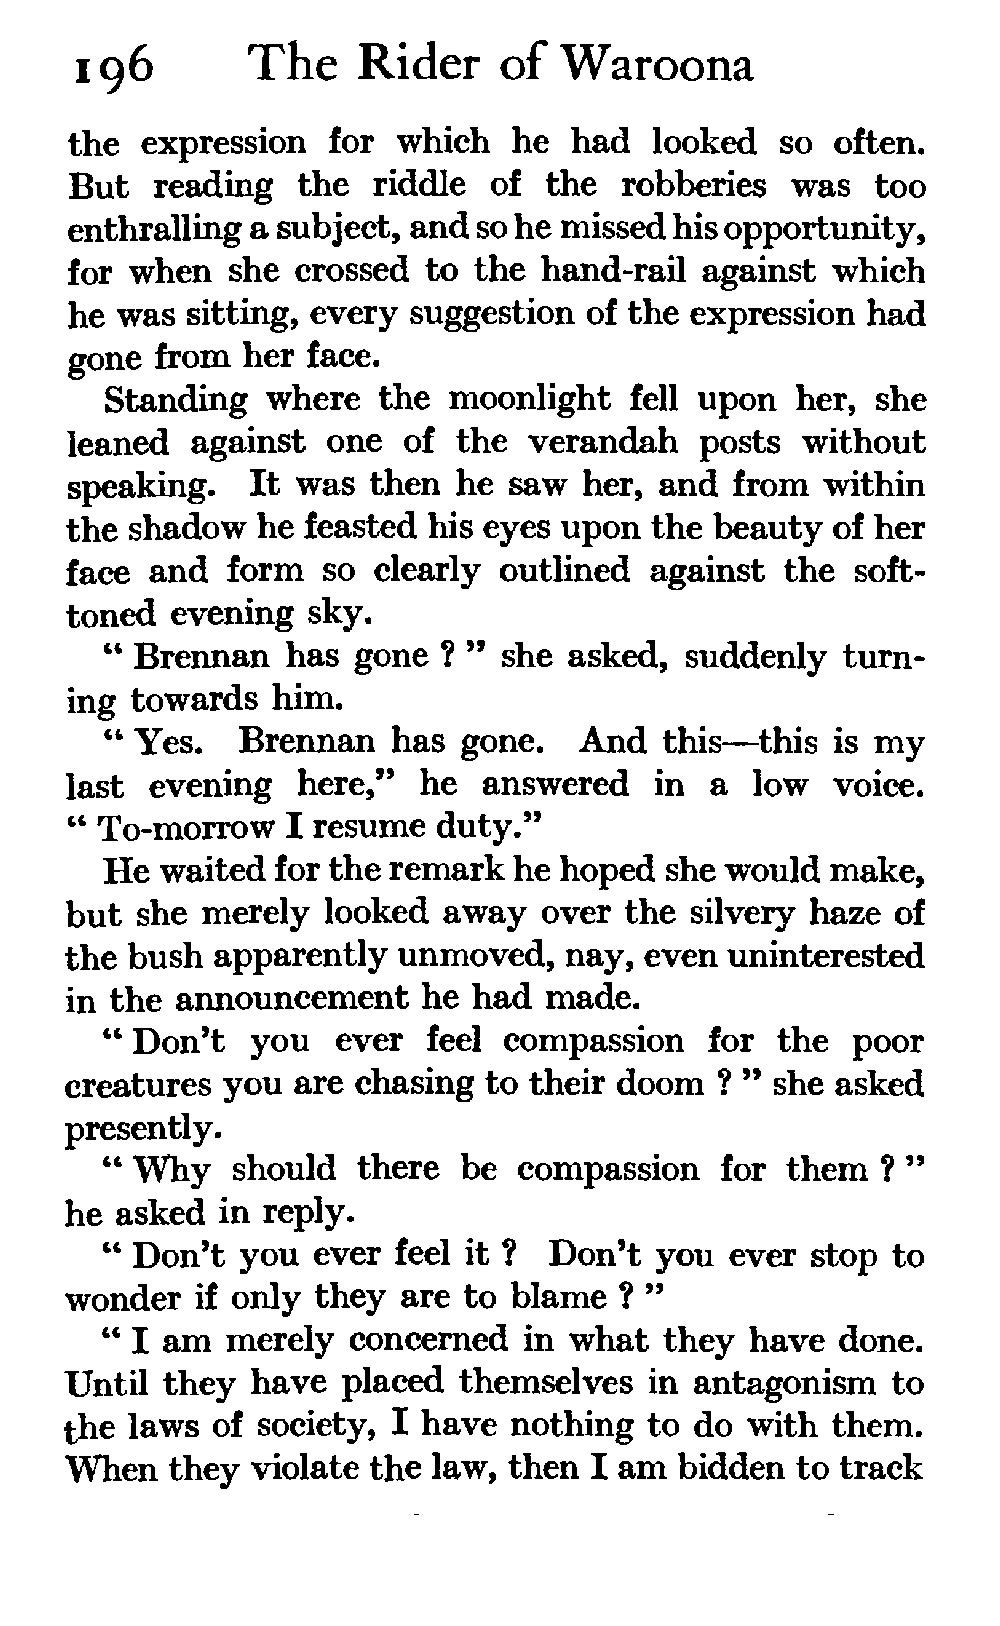 196 The Rider of Waroona
the expression for which he had looked so often.
But reading the riddle of the robberies was too
enthralling a subject, and so he missed his opportunity,
for when she crossed to the hand-rail against which
he was sitting, every suggestion of the expression had
gone from her face.
Standing where the moonlight fell upon her, she
leaned against one of the verandah posts without
speaking. It was then he saw her, and from within
the shadow he feasted his eyes upon the beauty of her
face and form so clearly outlined against the soft-
toned evening sky.
“ Brennan has gone ? ” she asked, suddenly turn-
ing towards him.
“ Yes. Brennan has gone. And this—this is my
last evening here,” he answered in a low voice.
“ To-morrow I resume duty.”
He waited for the remark he hoped she would make,
but she merely looked away over the silvery haze of
the bush apparently unmoved, nay, even uninterested
in the announcement he had made.
“ Don’t you ever feel compassion for the poor
creatures you are chasing to their doom ? ” she asked
presently.
“ Why should there be compassion for them ? ”
he asked in reply.
“ Don’t you ever feel it ? Don’t you ever stop to
wonder if only they are to blame ? ”
“ I am merely concerned in what they have done.
Until they have placed themselves in antagonism to
the laws of society, I have nothing to do with them.
When they violate the law, then I am bidden to track